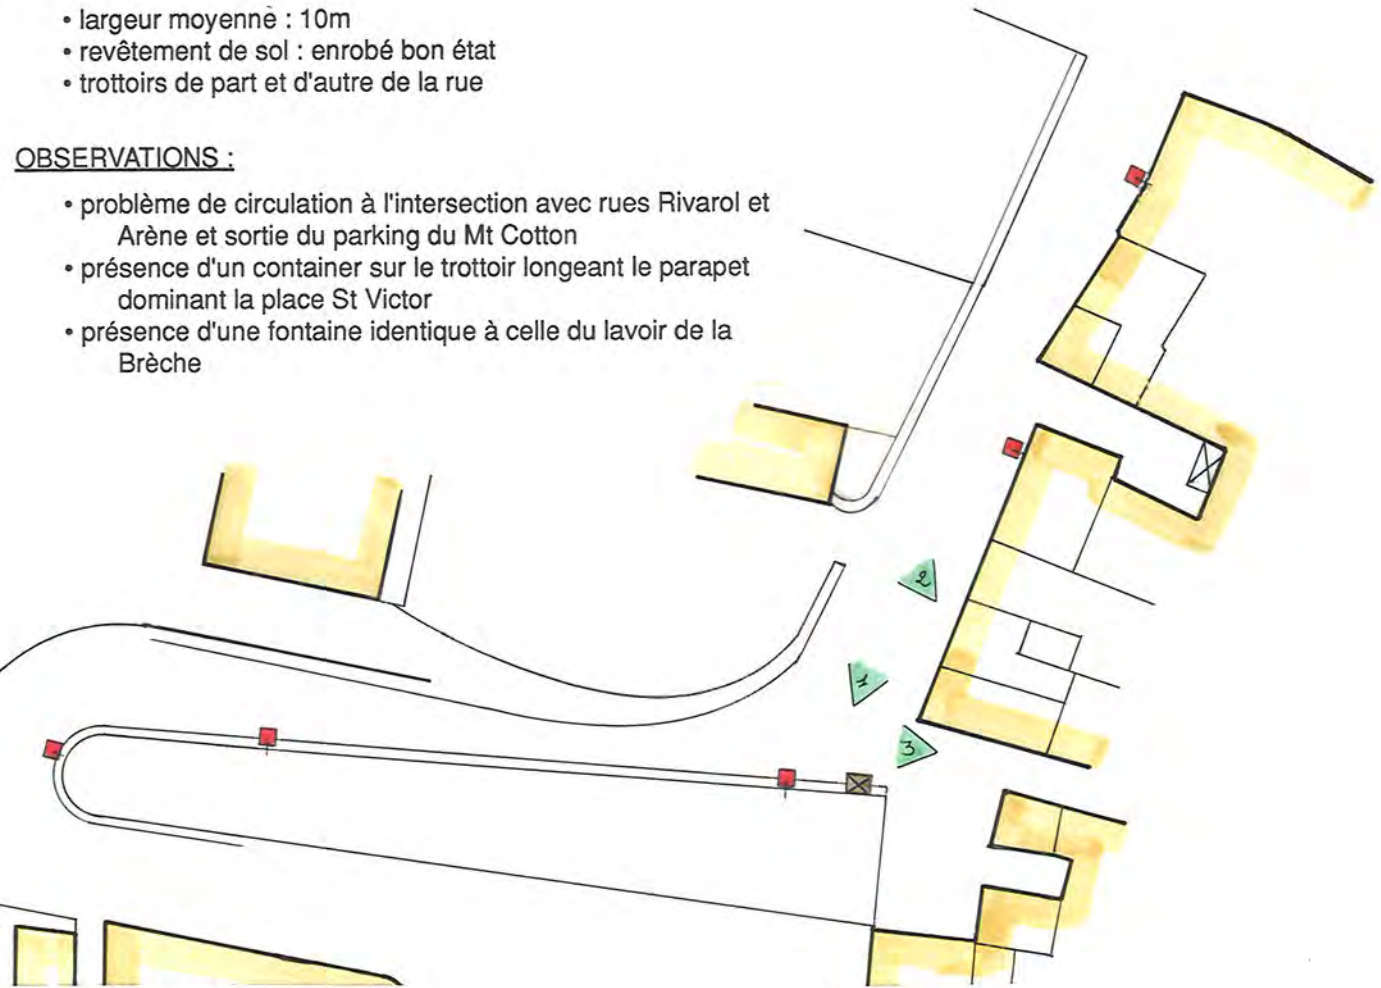 • largeur moyenne : 10m
• revêtement de sol : enrobé bon état
• trottoirs de part et d'autre de la rue
OBSERVATIONS :
• problème de circulation à l'intersection avec rues Rivarol et
Arène et sortie du parking du Mt Cotton
• présence d'un container sur le trottoir longeant le parapet
dominant la place St Victor
• présence d'une fontaine identique à celle du lavoir de la
Brèche
2
1
3